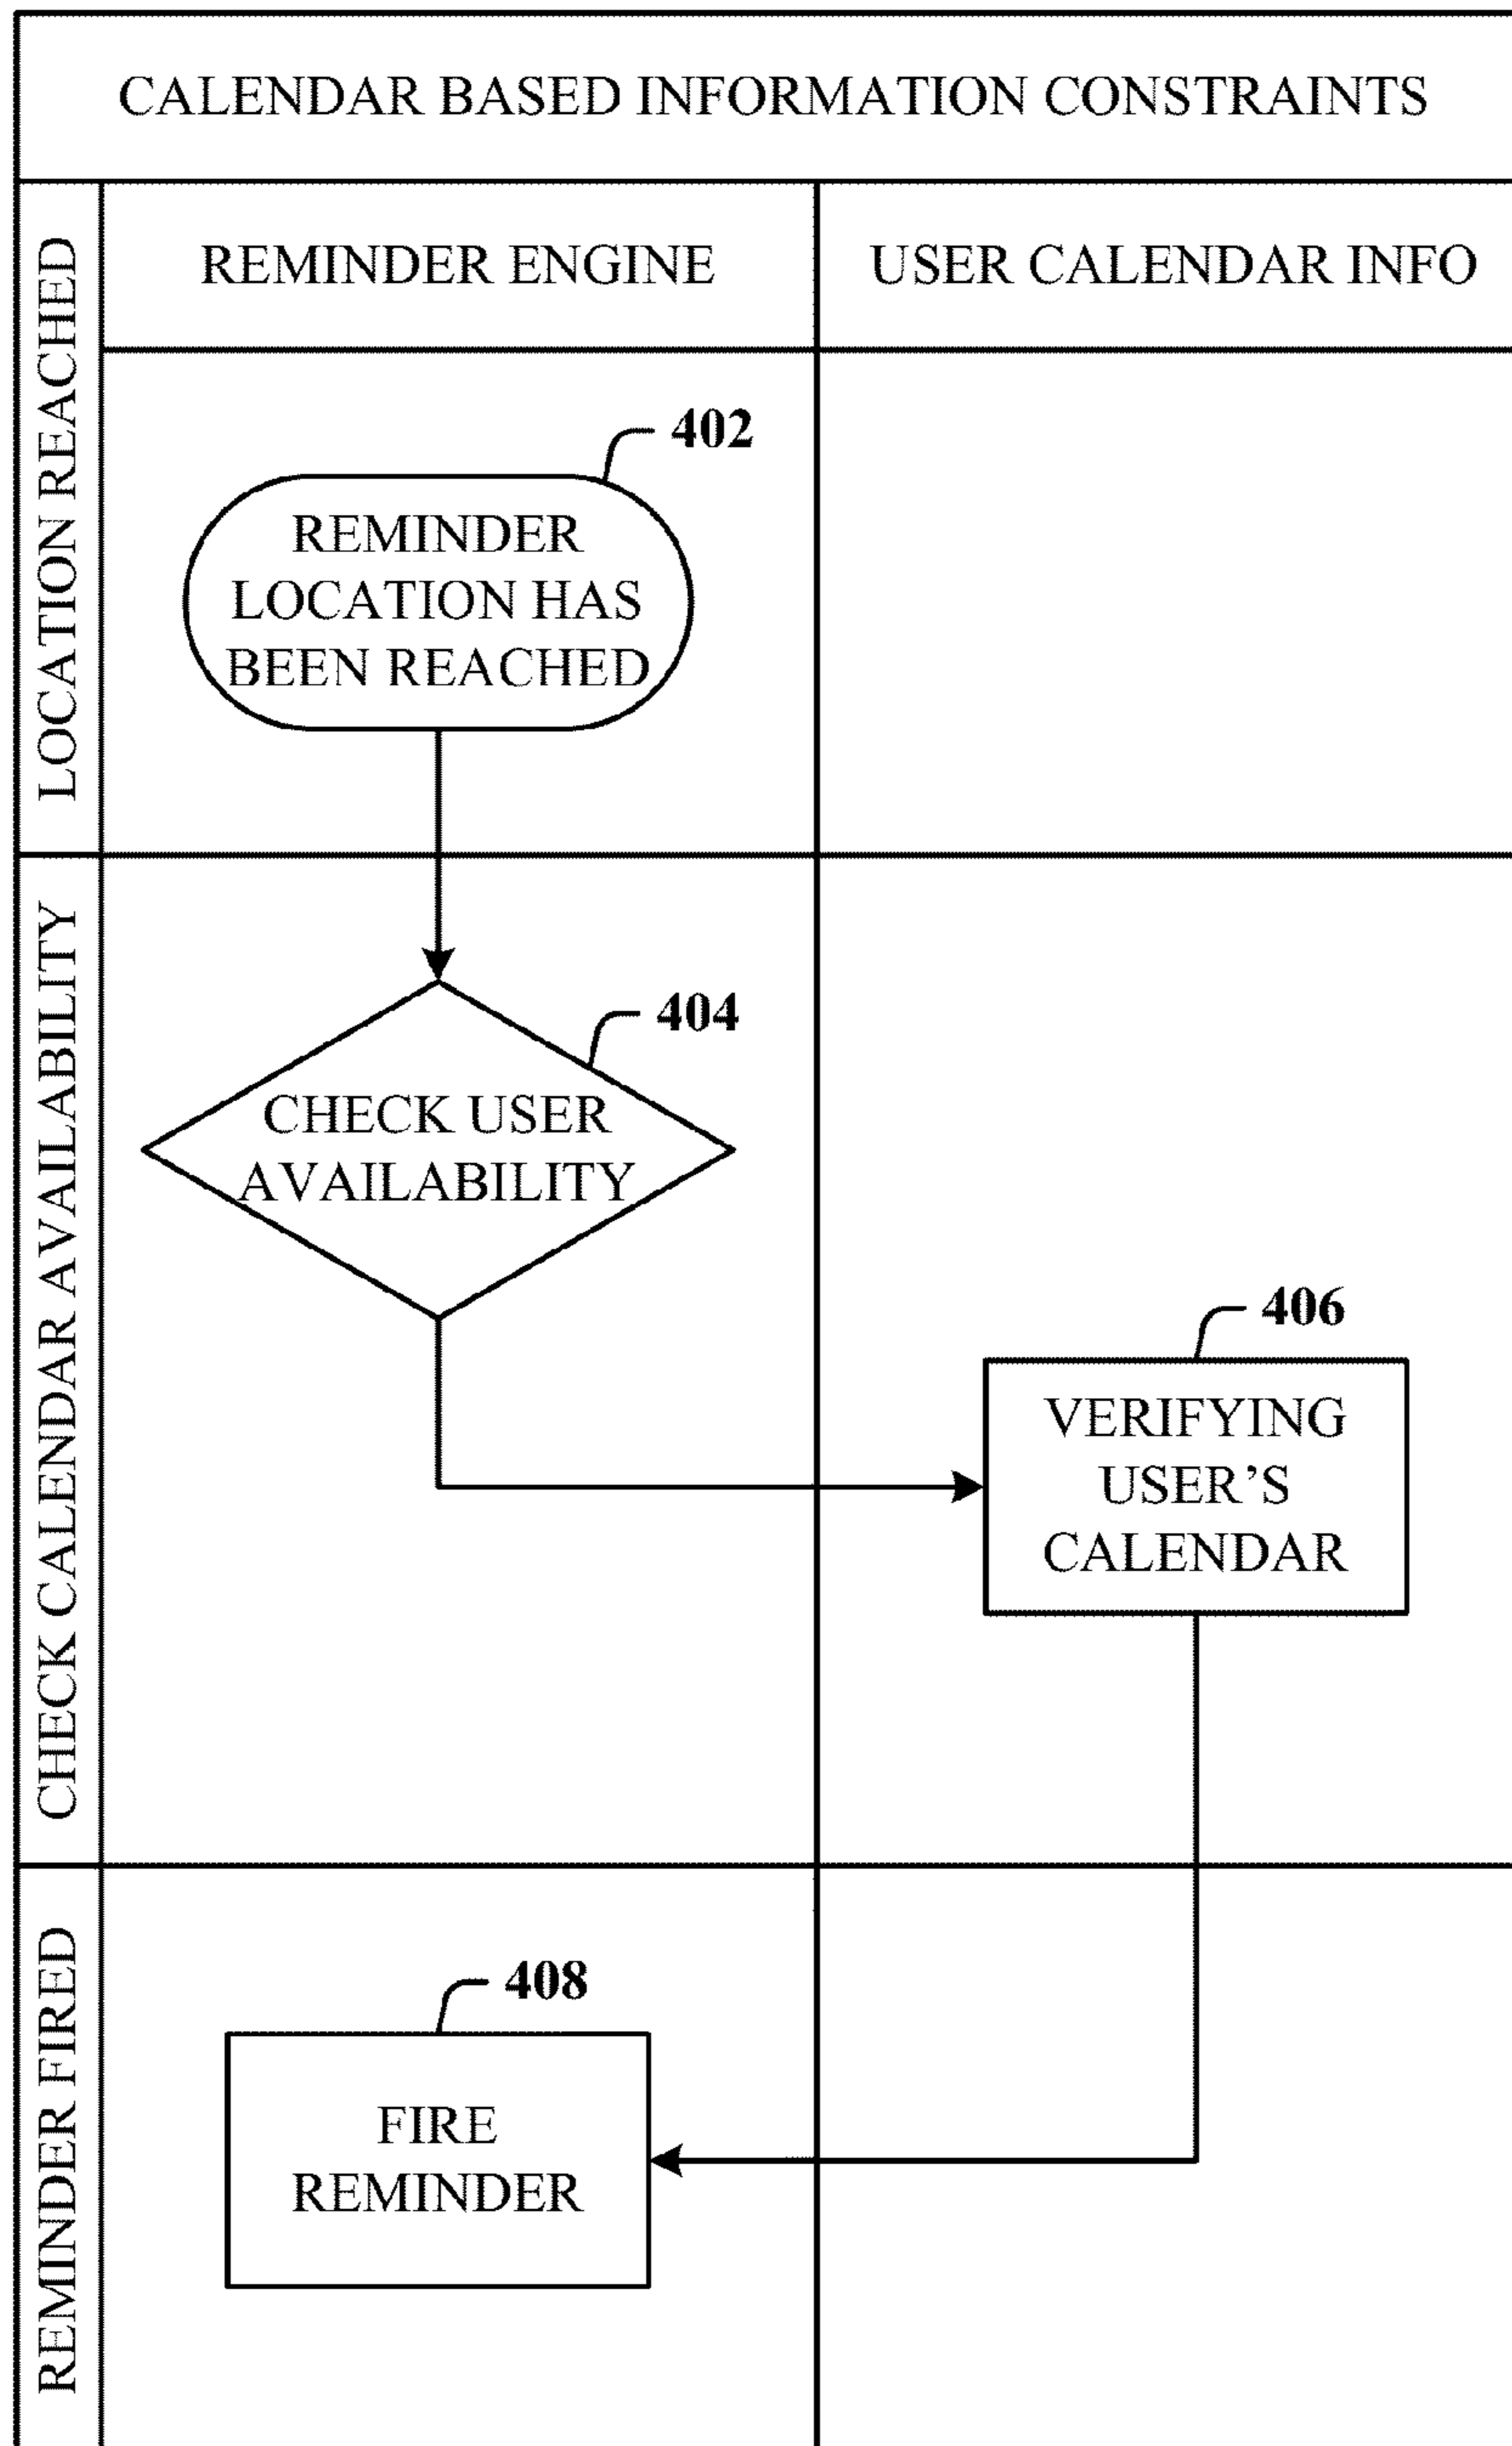 CALENDAR BASED INFORMATION CONSTRAINTS
LOCATION REACHED
REMINDER ENGINE
USER CALENDAR INFO
402
REMINDER
LOCATION HAS
BEEN REACHED
CHECK CALENDAR AVAILABILITY
404
CHECK USER
AVAILABILITY
406
VERIFYING
USER’S
CALENDAR
REMINDER FIRED
408
FIRE
REMINDER